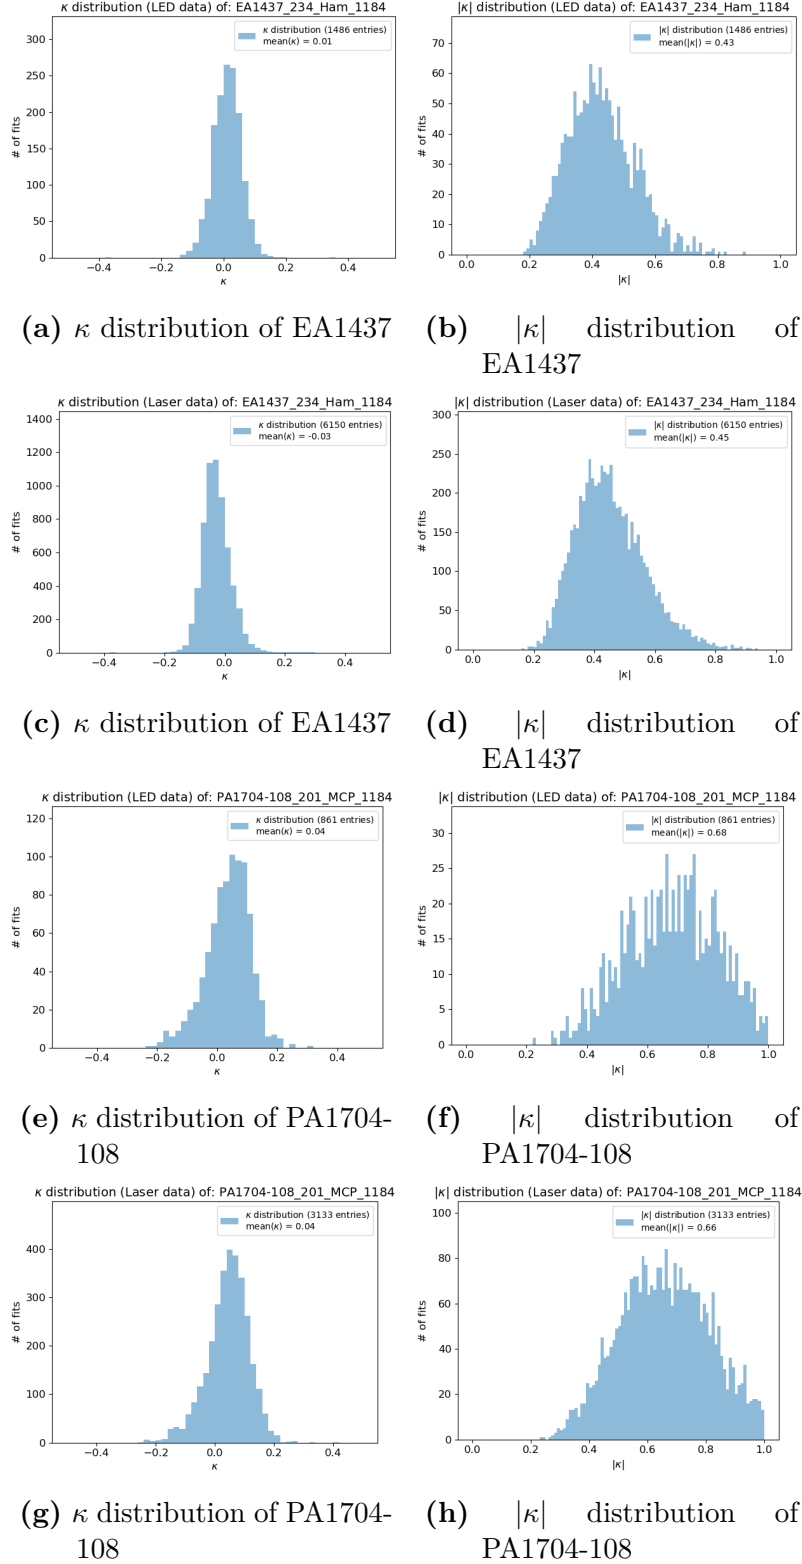 κ distribution (LED data) of: EA1437_234_Ham_1184
κ distribution (1486 entries)
mean(κ) = 0.01
# of fits
300
250
200
150
100
50
0
−0.4 −0.2 0.0 0.2 0.4
κ
|κ| distribution (LED data) of: EA1437_234_Ham_1184
|κ| distribution (1486 entries)
mean(|κ|) = 0.43
# of fits
70
60
50
40
30
20
10
0
0.0 0.2 0.4 0.6 0.8 1.0
|κ|
(a) κ distribution of EA1437
(b) |κ| distribution of
EA1437
κ distribution (Laser data) of: EA1437_234_Ham_1184
κ distribution (6150 entries)
mean(κ) = -0.03
# of fits
1400
1200
1000
800
600
400
200
0
−0.4 −0.2 0.0 0.2 0.4
κ
|κ| distribution (Laser data) of: EA1437_234_Ham_1184
|κ| distribution (6150 entries)
mean(|κ|) = 0.45
# of fits
300
250
200
150
100
50
0
0.0 0.2 0.4 0.6 0.8 1.0
|κ|
(c) κ distribution of EA1437
(d) |κ| distribution of
EA1437
κ distribution (LED data) of: PA1704-108_201_MCP_1184
κ distribution (861 entries)
mean(κ) = 0.04
# of fits
120
100
80
60
40
20
0
−0.4 −0.2 0.0 0.2 0.4
κ
|κ| distribution (LED data) of: PA1704-108_201_MCP_1184
|κ| distribution (861 entries)
mean(|κ|) = 0.68
# of fits
30
25
20
15
10
5
0
0.0 0.2 0.4 0.6 0.8 1.0
|κ|
(e) κ distribution of PA1704-
108
(f) |κ| distribution of
PA1704-108
κ distribution (Laser data) of: PA1704-108_201_MCP_1184
κ distribution (3133 entries)
mean(κ) = 0.04
# of fits
400
300
200
100
0
−0.4 −0.2 0.0 0.2 0.4
κ
|κ| distribution (Laser data) of: PA1704-108_201_MCP_1184
|κ| distribution (3133 entries)
mean(|κ|) = 0.66
# of fits
100
80
60
40
20
0
0.0 0.2 0.4 0.6 0.8 1.0
|κ|
(g) κ distribution of PA1704-
108
(h) |κ| distribution of
PA1704-108